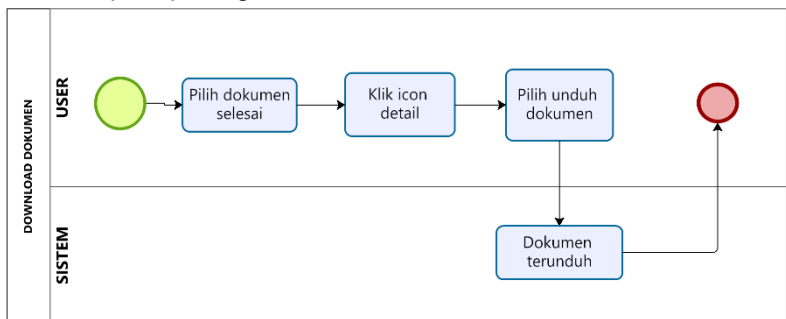 DOWNLOAD DOKUMEN
USER
Pilih dokumen
selesai
Klik icon
detail
Pilih unduh
dokumen
SISTEM
Dokumen
terunduh